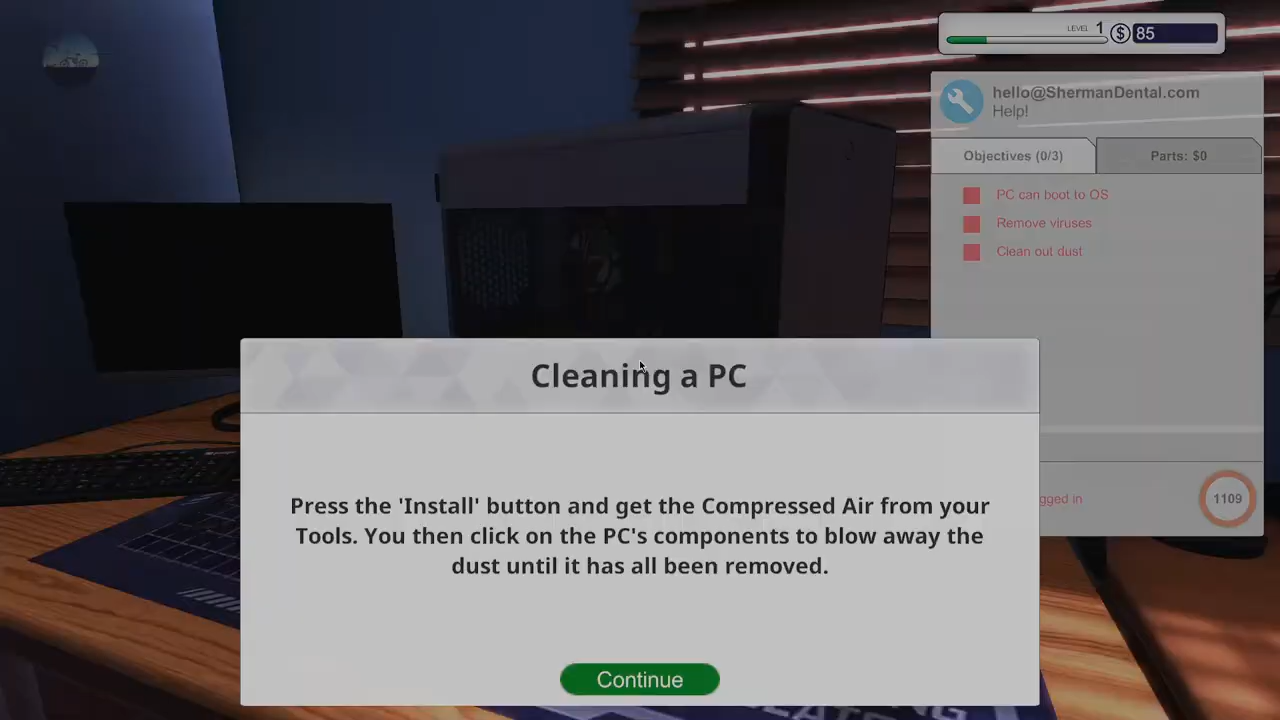 LEVEL 1 $ 85
hello@ShermanDental.com
Help!
Objectives (0/3)
Parts: $0
PC can boot to OS
Remove viruses
Clean out dust
gged in
1109
Cleaning a PC
Press the 'Install' button and get the Compressed Air from your
Tools. You then click on the PC's components to blow away the
dust until it has all been removed.
Continue